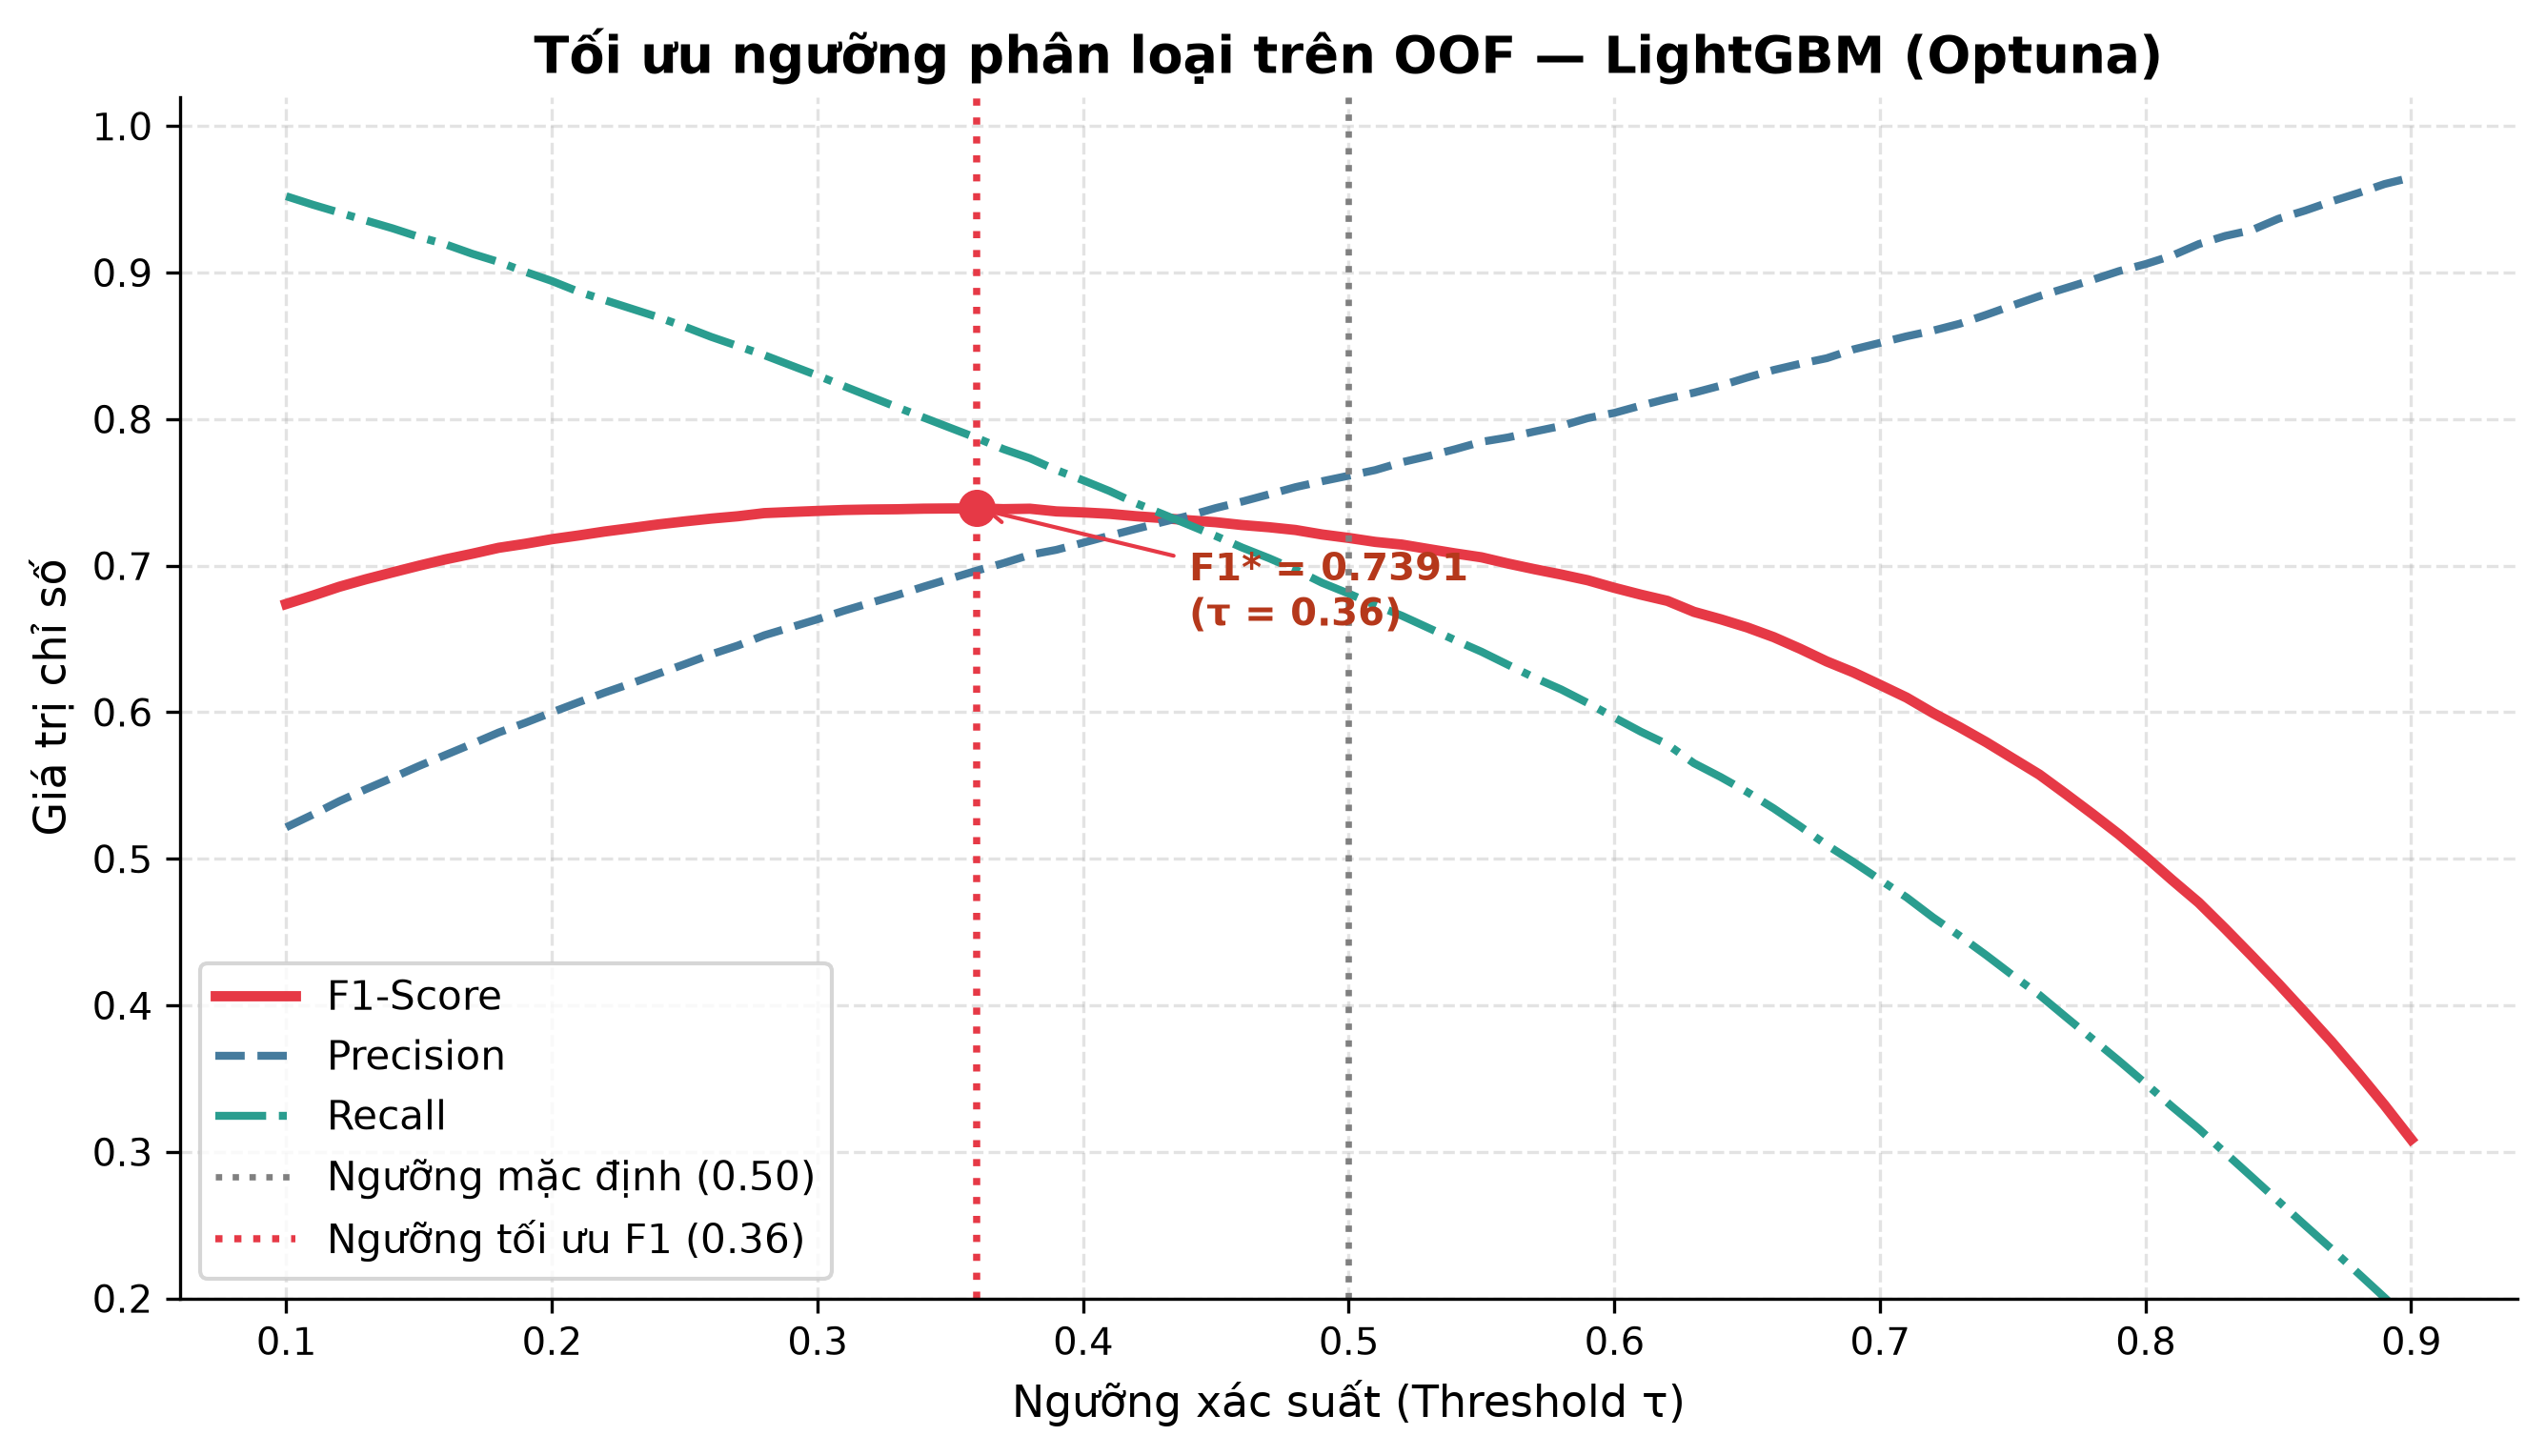 Tối ưu ngưỡng phân loại trên OOF — LightGBM (Optuna)
Giá trị chỉ số
1.0
0.9
0.8
0.7
0.6
0.5
0.4
0.3
0.2
F1* = 0.7391
(τ = 0.36)
F1-Score
Precision
Recall
Ngưỡng mặc định (0.50)
Ngưỡng tối ưu F1 (0.36)
0.1
0.2
0.3
0.4
0.5
0.6
0.7
0.8
0.9
Ngưỡng xác suất (Threshold τ)